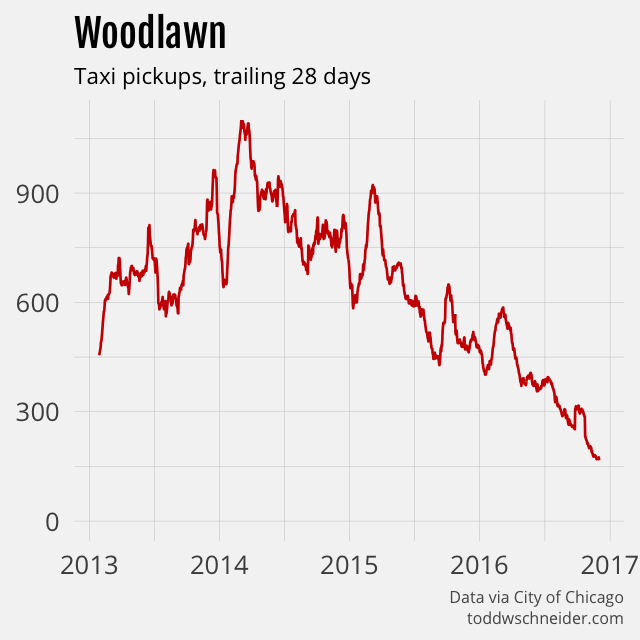 Woodlawn
Taxi pickups, trailing 28 days
900
600
300
0
2013 2014 2015 2016 2017
Data via City of Chicago
toddwschneider.com